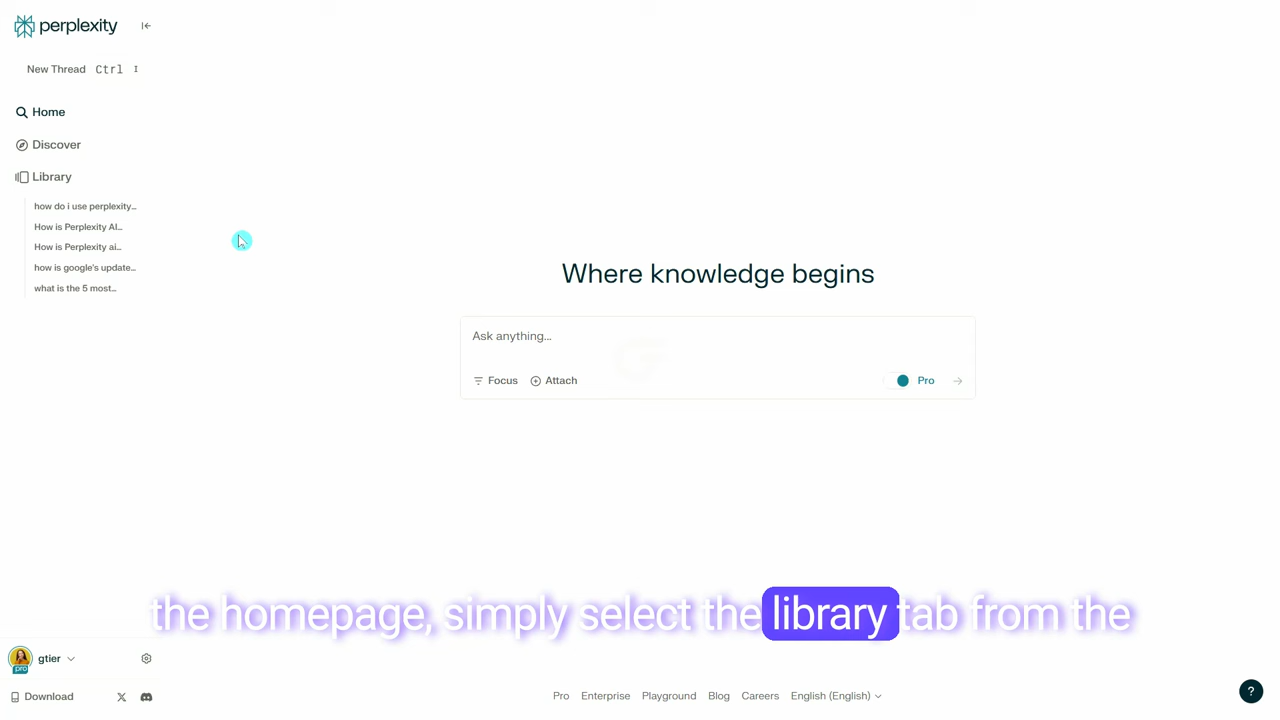 perplexity
New Thread Ctrl I
Home
Discover
Library
how do i use perplexity...
How is Perplexity AI...
How is Perplexity ai...
how is google's update...
what is the 5 most...
Where knowledge begins
Ask anything...
Focus Attach Pro
the homepage, simply select the library tab from the
gtier
pro
Download
Pro Enterprise Playground Blog Careers English (English)
?